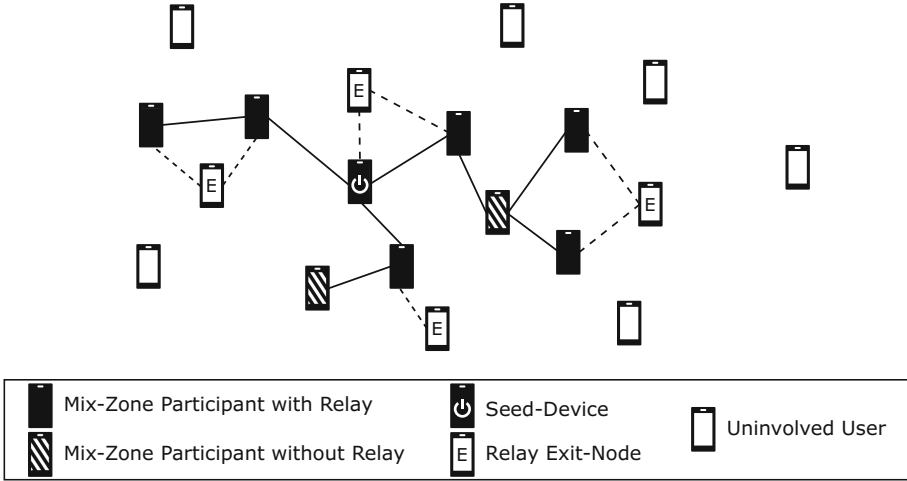 E
E
E
E
Mix-Zone Participant with Relay
Seed-Device
Uninvolved User
Mix-Zone Participant without Relay
E
Relay Exit-Node